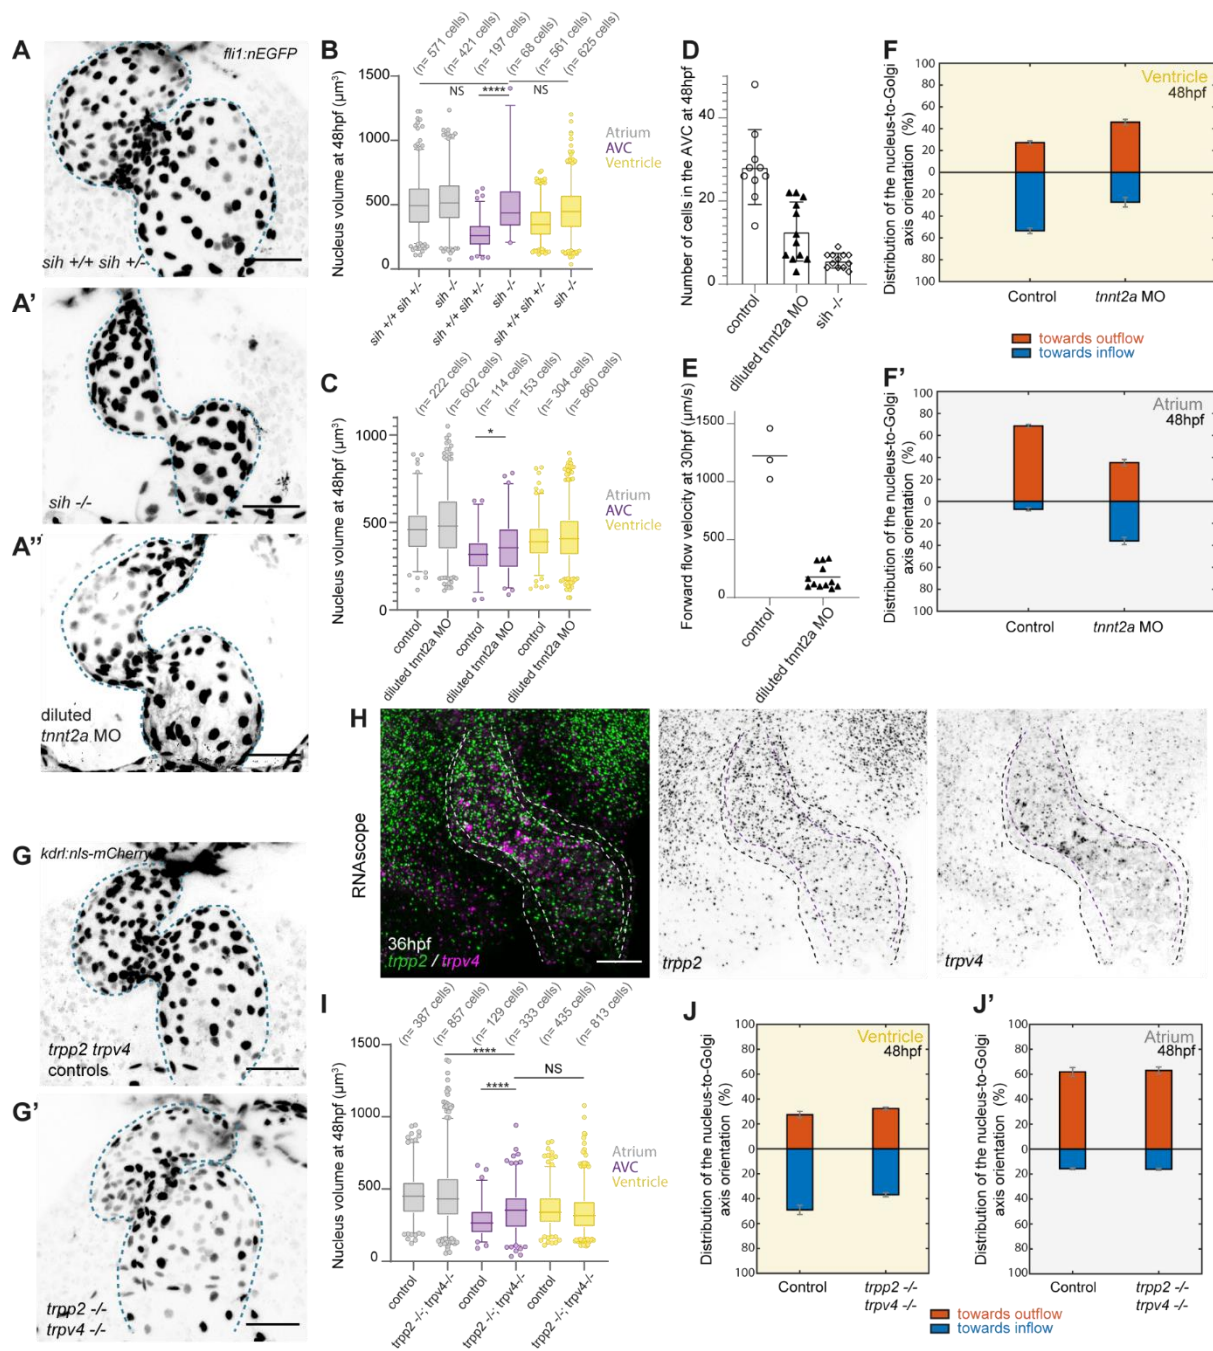 A
fli1:nEGFP
sih +/+ sih +/-
A'
sih -/-
A''
diluted
tnnt2a MO
B
(n= 571 cells)
(n= 421 cells)
(n= 197 cells)
(n= 68 cells)
(n= 561 cells)
(n= 625 cells)
Nucleus volume at 48hpf (µm³)
1500
1000
500
0
NS
****
NS
Atrium
AVC
Ventricle
sih +/+ sih +/-
sih -/-
sih +/+ sih +/-
sih -/-
sih +/+ sih +/-
sih -/-
C
(n= 222 cells)
(n= 602 cells)
(n= 114 cells)
(n= 153 cells)
(n= 304 cells)
(n= 860 cells)
Nucleus volume at 48hpf (µm³)
1000
500
0
*
Atrium
AVC
Ventricle
control
diluted tnnt2a MO
control
diluted tnnt2a MO
control
diluted tnnt2a MO
D
Number of cells in the AVC at 48hpf
40
20
0
control
diluted tnnt2a MO
sih -/-
E
Forward flow velocity at 30hpf (µm/s)
1500
1000
500
0
control
diluted tnnt2a MO
F
Distribution of the nucleus-to-Golgi
axis orientation (%)
100
80
60
40
20
0
20
40
60
80
100
Ventricle
48hpf
Control
tnnt2a MO
towards outflow
towards inflow
F'
Distribution of the nucleus-to-Golgi
axis orientation (%)
100
80
60
40
20
0
20
40
60
80
100
Atrium
48hpf
Control
tnnt2a MO
G
kdrl:nls-mCherry
trpp2 trpv4
controls
G'
trpp2 -/-
trpv4 -/-
H
RNAscope
36hpf
trpp2 / trpv4
trpp2
trpv4
I
(n= 387 cells)
(n= 857 cells)
(n= 129 cells)
(n= 333 cells)
(n= 435 cells)
(n= 813 cells)
Nucleus volume at 48hpf (µm³)
1500
1000
500
0
****
****
NS
Atrium
AVC
Ventricle
control
trpp2 -/-; trpv4-/-
control
trpp2 -/-; trpv4-/-
control
trpp2 -/-; trpv4-/-
J
Distribution of the nucleus-to-Golgi
axis orientation (%)
100
80
60
40
20
0
20
40
60
80
100
Ventricle
48hpf
Control
trpp2 -/-
trpv4 -/-
J'
Distribution of the nucleus-to-Golgi
axis orientation (%)
100
80
60
40
20
0
20
40
60
80
100
Atrium
48hpf
Control
trpp2 -/-
trpv4 -/-
towards outflow
towards inflow